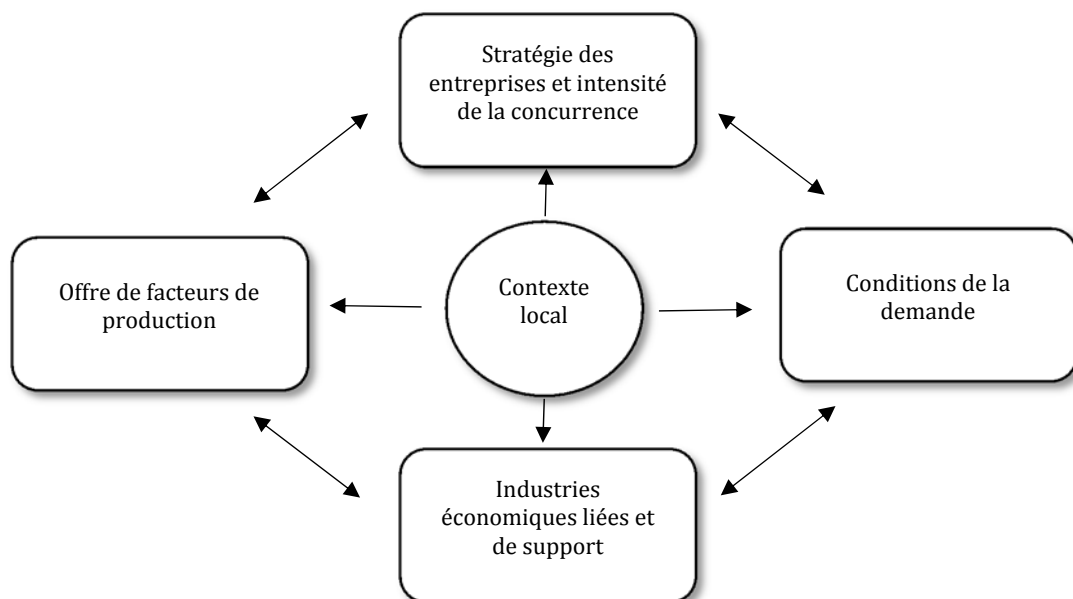 Stratégie des
entreprises et intensité
de la concurrence
Offre de facteurs de
production
Contexte
local
Conditions de la
demande
Industries
économiques liées et
de support